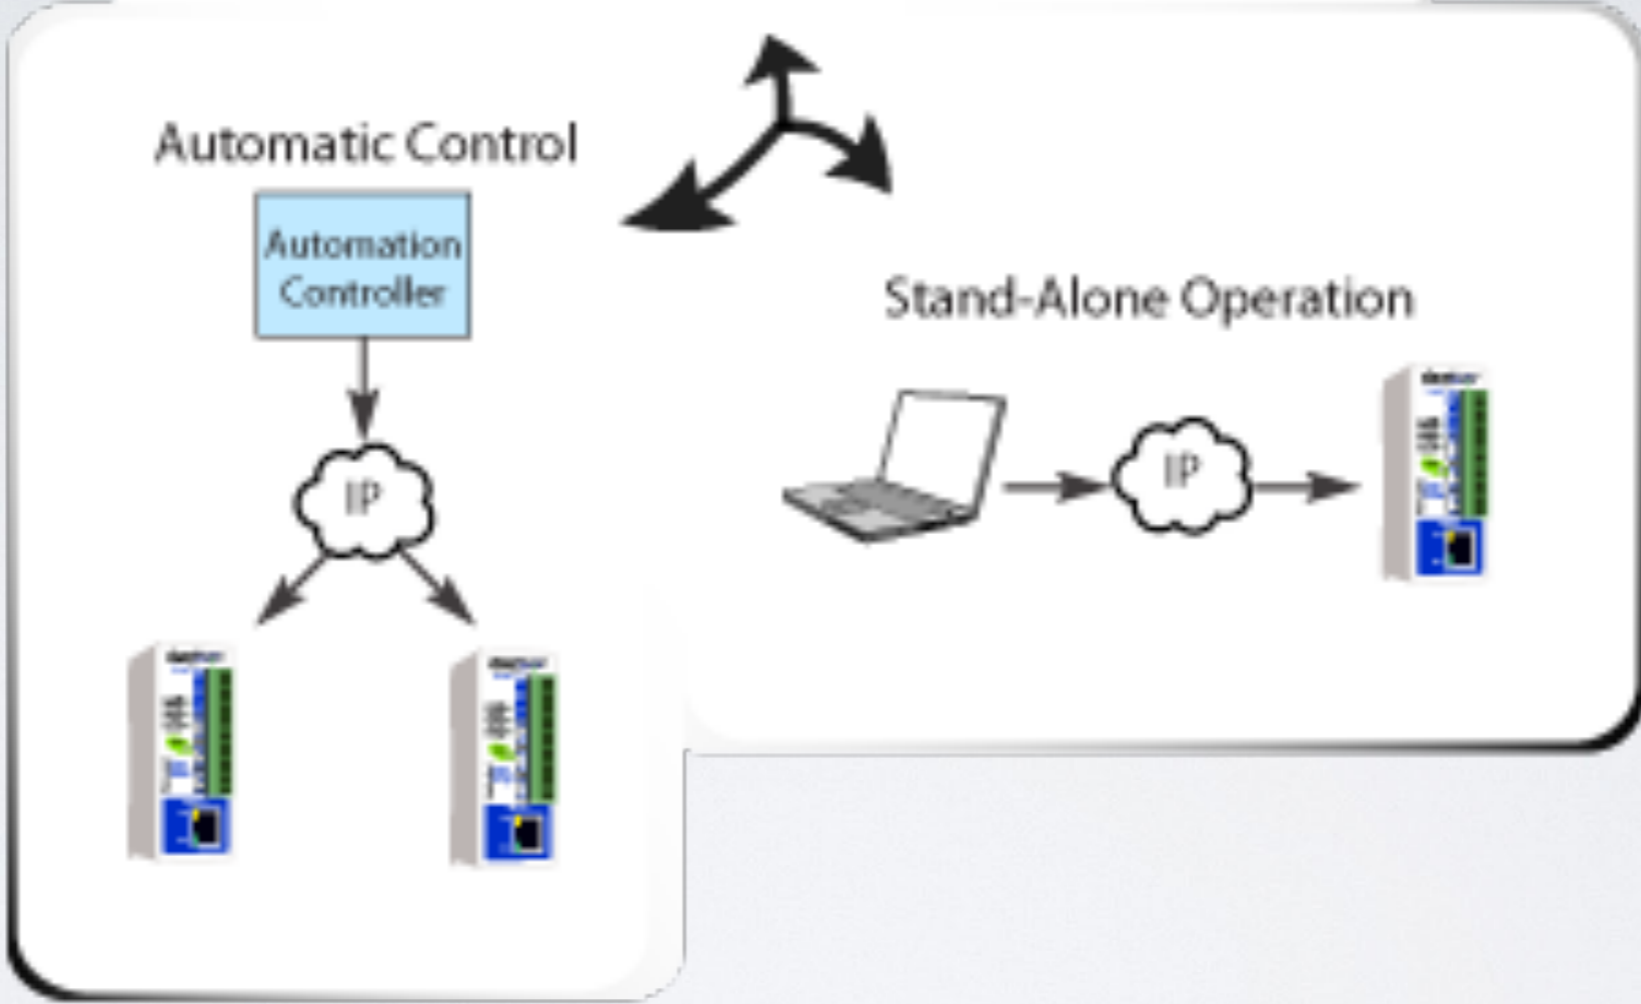 Automatic Control
Automation
Controller
IP
Stand-Alone Operation
IP